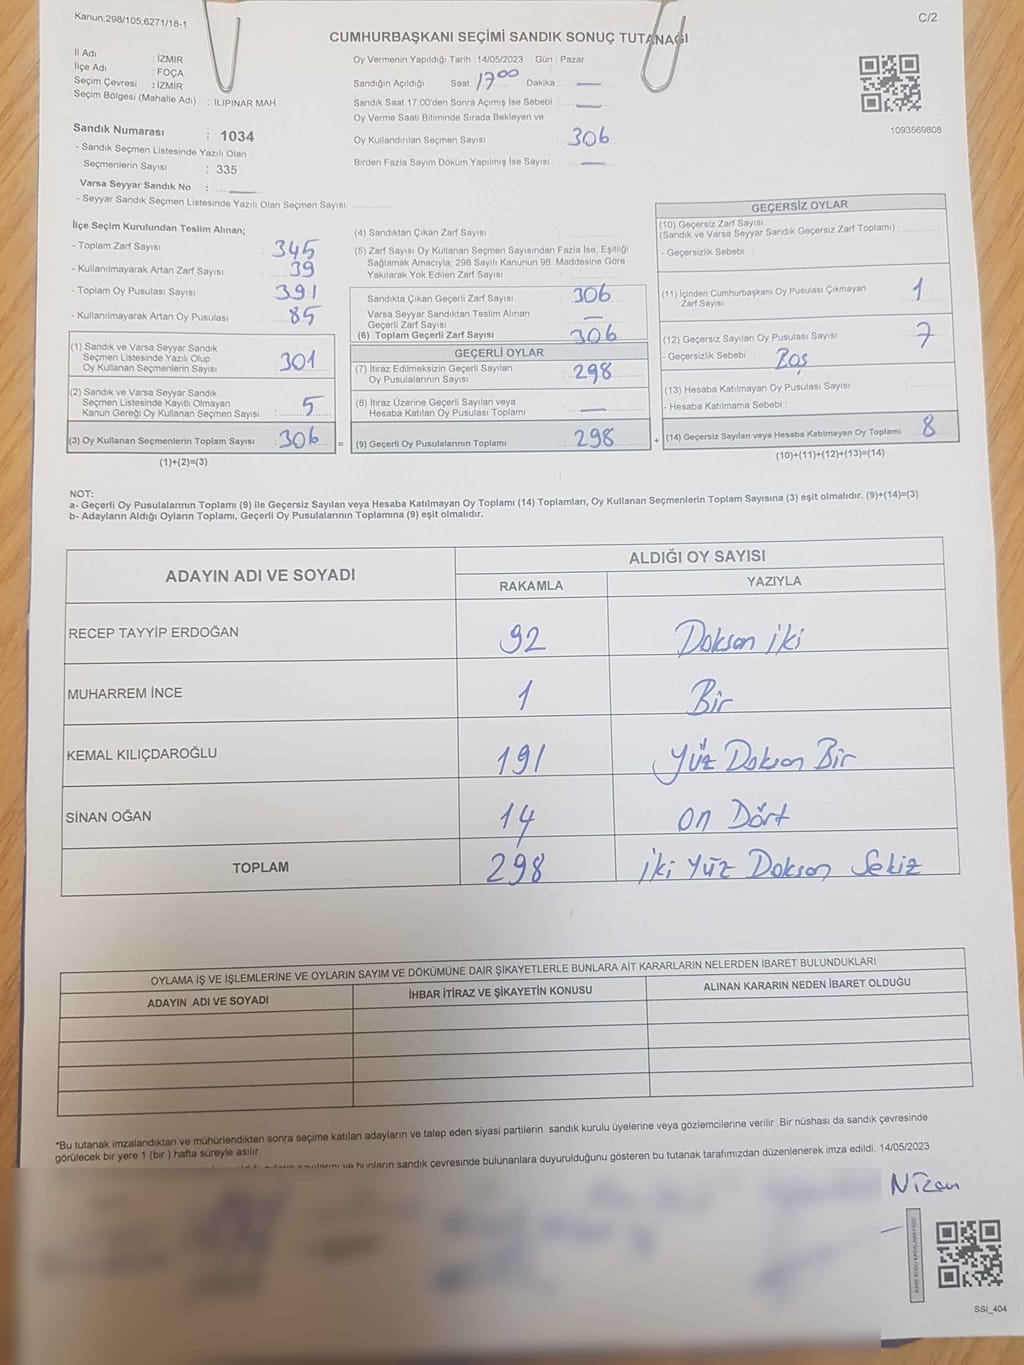 Kanun;298/105;6271/18-1
C/2
CUMHURBAŞKANI SEÇİMİ SANDIK SONUÇ TUTANAĞI
İl Adı : İZMİR
İlçe Adı : FOÇA
Seçim Çevresi : İZMİR
Seçim Bölgesi (Mahalle Adı) : ILIPINAR MAH.
Sandık Numarası : 1034
- Sandık Seçmen Listesinde Yazılı Olan
Seçmenlerin Sayısı : 335
Varsa Seyyar Sandık No :
- Seyyar Sandık Seçmen Listesinde Yazılı Olan Seçmen Sayısı:
Oy Vermenin Yapıldığı Tarih :14/05/2023 Gün : Pazar
Sandığın Açıldığı Saat 17 00 Dakika :
Sandık Saat 17:00'den Sonra Açımış İse Sebebi
Oy Verme Saati Bitiminde Sırada Bekleyen ve
Oy Kullandırılan Seçmen Sayısı : 306
Birden Fazla Sayım Döküm Yapılmış İse Sayısı
1093569808
İlçe Seçim Kurulundan Teslim Alınan;
- Toplam Zarf Sayısı : 345
- Kullanılmayarak Artan Zarf Sayısı : 39
- Toplam Oy Pusulası Sayısı : 391
- Kullanılmayarak Artan Oy Pusulası : 85
(1) Sandık ve Varsa Seyyar Sandık
Seçmen Listesinde Yazılı Olup
Oy Kullanan Seçmenlerin Sayısı : 301
(2) Sandık ve Varsa Seyyar Sandık
Seçmen Listesinde Kayıtlı Olmayan
Kanun Gereği Oy Kullanan Seçmen Sayısı : 5
(3) Oy Kullanan Seçmenlerin Toplam Sayısı : 306
(1)+(2)=(3)
(4) Sandıktan Çıkan Zarf Sayısı :
(5) Zarf Sayısı Oy Kullanan Seçmen Sayısından Fazla İse, Eşitliği
Sağlamak Amacıyla; 298 Sayılı Kanunun 98. Maddesine Göre
Yakılarak Yok Edilen Zarf Sayısı :
Sandıkta Çıkan Geçerli Zarf Sayısı : 306
Varsa Seyyar Sandıktan Teslim Alınan
Geçerli Zarf Sayısı
(6) Toplam Geçerli Zarf Sayısı : 306
GEÇERLİ OYLAR
(7) İtiraz Edilmeksizin Geçerli Sayılan
Oy Pusulalarının Sayısı : 298
(8) İtiraz Üzerine Geçerli Sayılan veya
Hesaba Katılan Oy Pusulası Toplamı :
= (9) Geçerli Oy Pusulalarının Toplamı : 298
GEÇERSİZ OYLAR
(10) Geçersiz Zarf Sayısı
(Sandık ve Varsa Seyyar Sandık Geçersiz Zarf Toplamı) :
- Geçersizlik Sebebi :
(11) İçinden Cumhurbaşkanı Oy Pusulası Çıkmayan
Zarf Sayısı 1
(12) Geçersiz Sayılan Oy Pusulası Sayısı 7
- Geçersizlik Sebebi : Boş
(13) Hesaba Katılmayan Oy Pusulası Sayısı
- Hesaba Katılmama Sebebi :
+ (14) Geçersiz Sayılan veya Hesaba Katılmayan Oy Toplamı 8
(10)+(11)+(12)+(13)=(14)
NOT:
a- Geçerli Oy Pusulalarının Toplamı (9) ile Geçersiz Sayılan veya Hesaba Katılmayan Oy Toplamı (14) Toplamları, Oy Kullanan Seçmenlerin Toplam Sayısına (3) eşit olmalıdır. (9)+(14)=(3)
b- Adayların Aldığı Oyların Toplamı, Geçerli Oy Pusulalarının Toplamına (9) eşit olmalıdır.
ADAYIN ADI VE SOYADI
ALDIĞI OY SAYISI
RAKAMLA YAZIYLA
RECEP TAYYİP ERDOĞAN 92 Doksan iki
MUHARREM İNCE 1 Bir
KEMAL KILIÇDAROĞLU 191 Yüz Doksan Bir
SİNAN OĞAN 14 on Dört
TOPLAM 298 iki Yüz Doksan Sekiz
OYLAMA İŞ VE İŞLEMLERİNE VE OYLARIN SAYIM VE DÖKÜMÜNE DAİR ŞİKAYETLERLE BUNLARA AİT KARARLARIN NELERDEN İBARET BULUNDUKLARI
ADAYIN ADI VE SOYADI İHBAR İTİRAZ VE ŞİKAYETİN KONUSU ALINAN KARARIN NEDEN İBARET OLDUĞU
*Bu tutanak imzalandıktan ve mühürlendikten sonra seçime katılan adayların ve talep eden siyasi partilerin sandık kurulu üyelerine veya gözlemcilerine verilir .Bir nüshası da sandık çevresinde
görülecek bir yere 1 (bir ) hafta süreyle asılır.
ve bunların sandık çevresinde bulunanlara duyurulduğunu gösteren bu tutanak tarafımızdan düzenlenerek imza edildi. 14/05/2023
Nizan
SSI_404